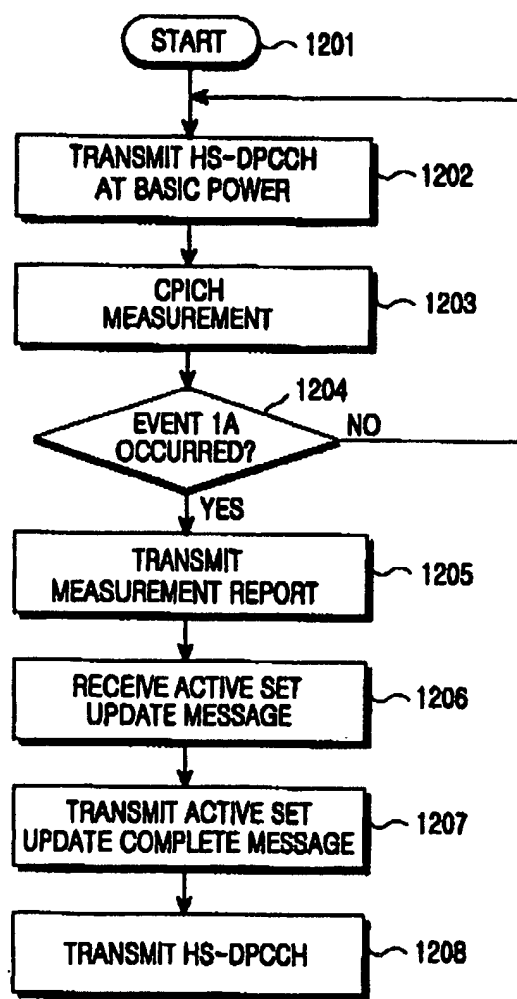 START
1201
TRANSMIT HS-DPCCH
AT BASIC POWER
1202
CPICH
MEASUREMENT
1203
1204
EVENT 1A
OCCURRED?
NO
YES
TRANSMIT
MEASUREMENT REPORT
1205
RECEIVE ACTIVE SET
UPDATE MESSAGE
1206
TRANSMIT ACTIVE SET
UPDATE COMPLETE MESSAGE
1207
TRANSMIT HS-DPCCH
1208